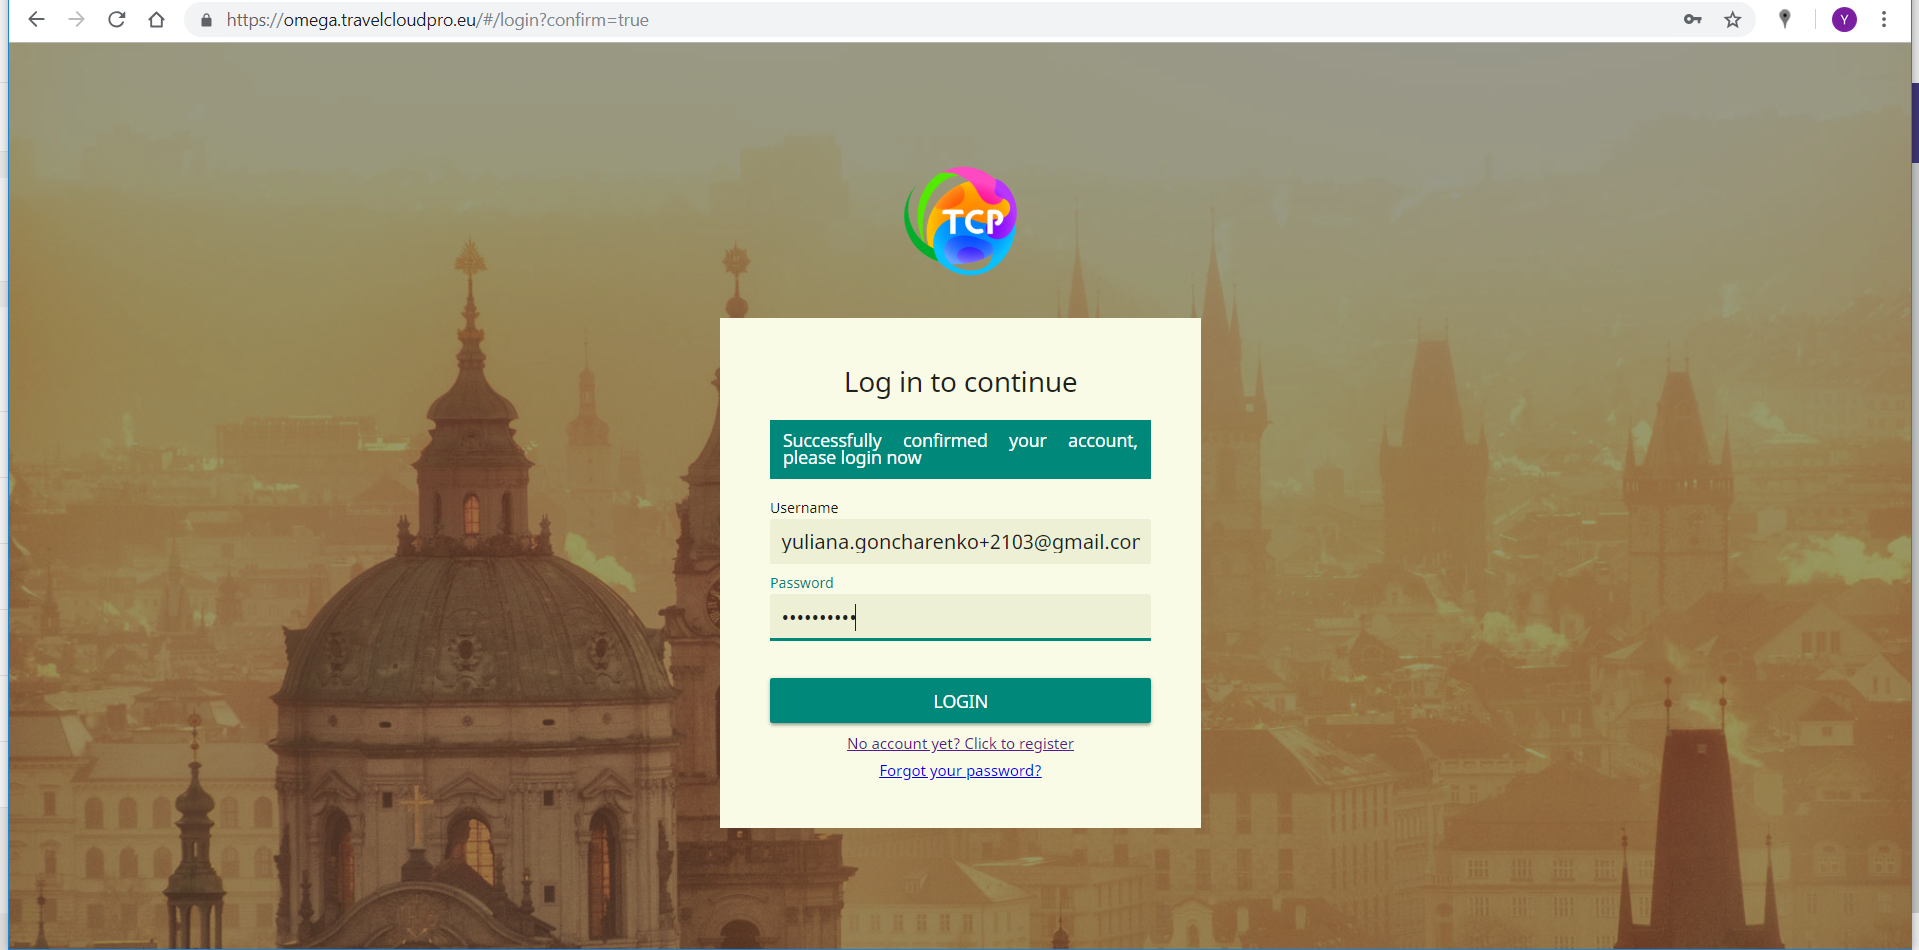 https://omega.travelcloudpro.eu/#/login?confirm=true
Y
TCP
Log in to continue
Successfully confirmed your account,
please login now
Username
yuliana.goncharenko+2103@gmail.com
Password
LOGIN
No account yet? Click to register
Forgot your password?